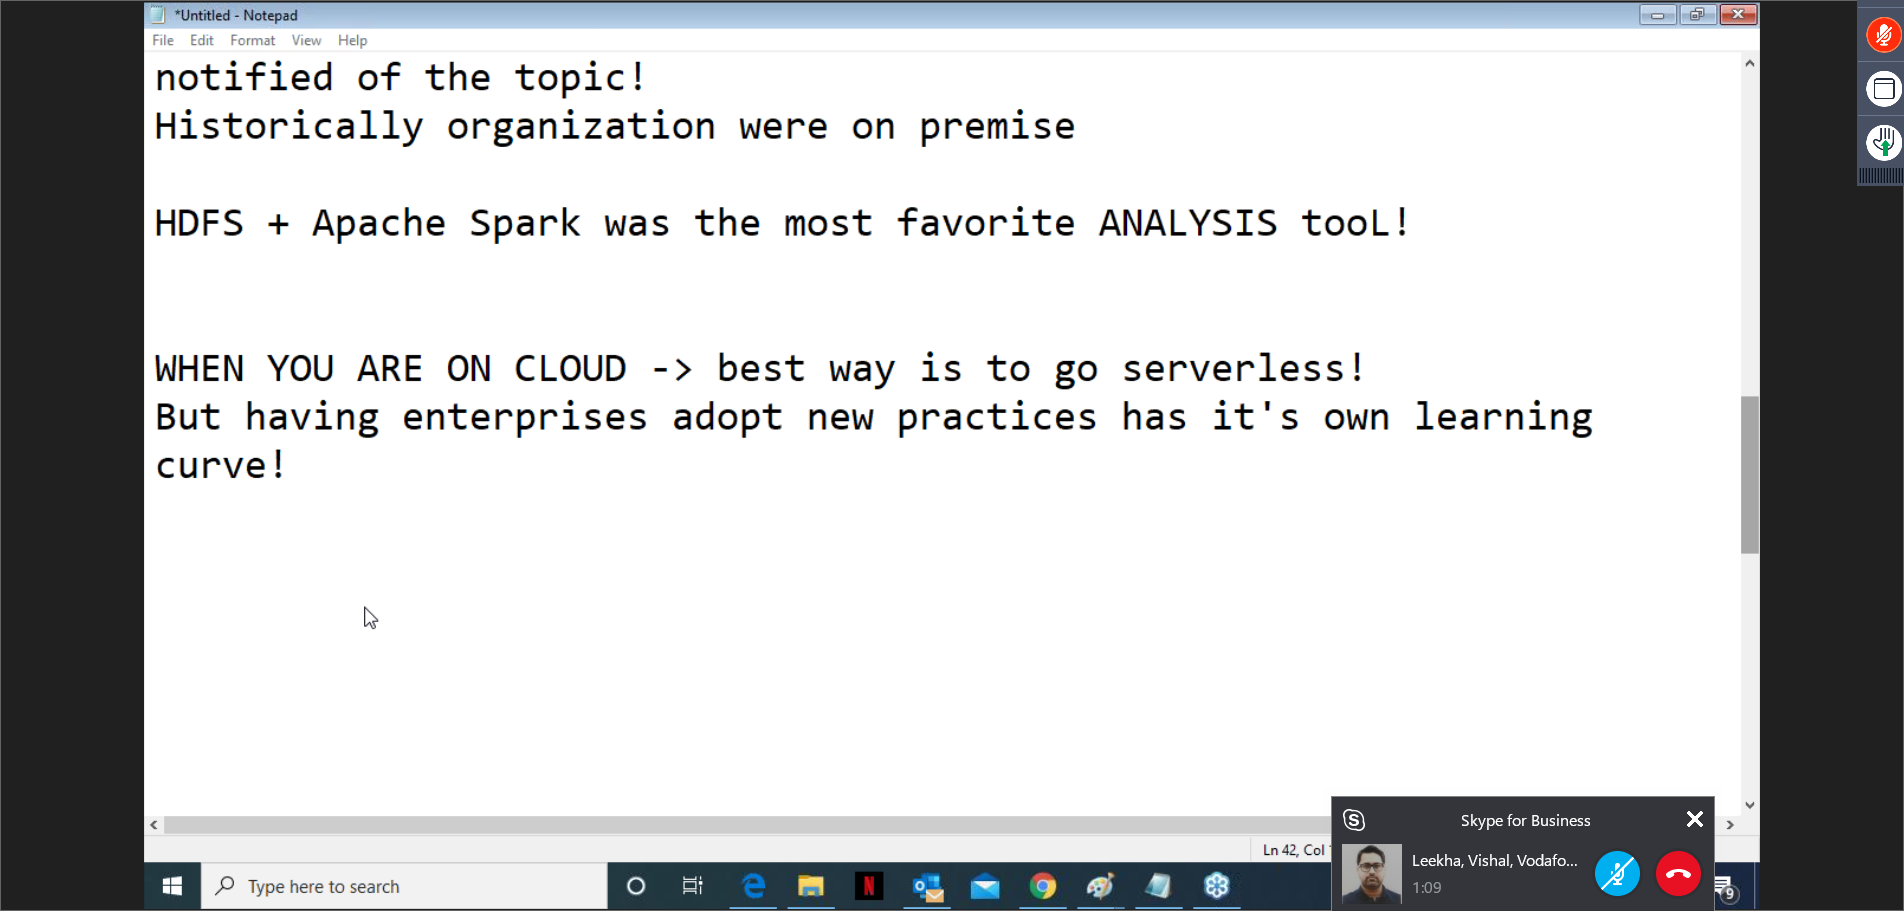 *Untitled - Notepad
File Edit Format View Help
notified of the topic!
Historically organization were on premise
HDFS + Apache Spark was the most favorite ANALYSIS tooL!
WHEN YOU ARE ON CLOUD -> best way is to go serverless!
But having enterprises adopt new practices has it's own learning
curve!
Ln 42, Col
Skype for Business
Leekha, Vishal, Vodafo...
1:09
Type here to search
9